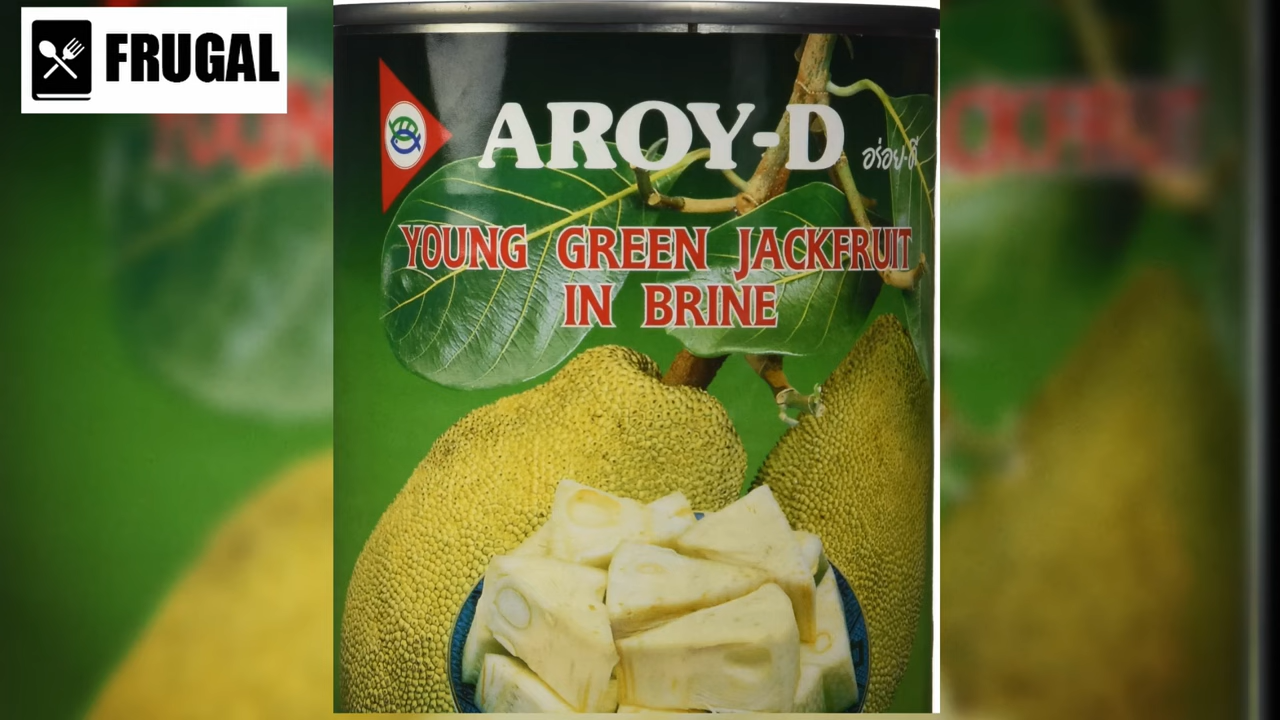 FRUGAL
AROY-D
อร่อย-ดี
YOUNG GREEN JACKFRUIT
IN BRINE